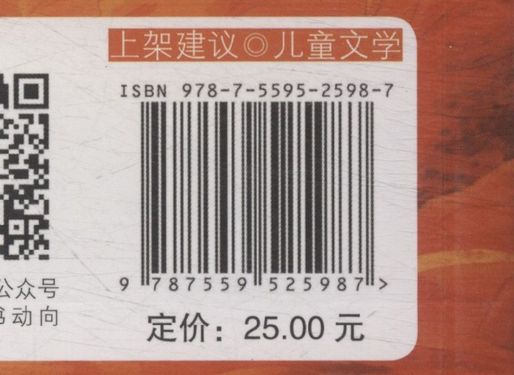 上架建议◎儿童文学
ISBN 978-7-5595-2598-7
9 787559 525987 >
公众号
书动向
定价：25.00 元